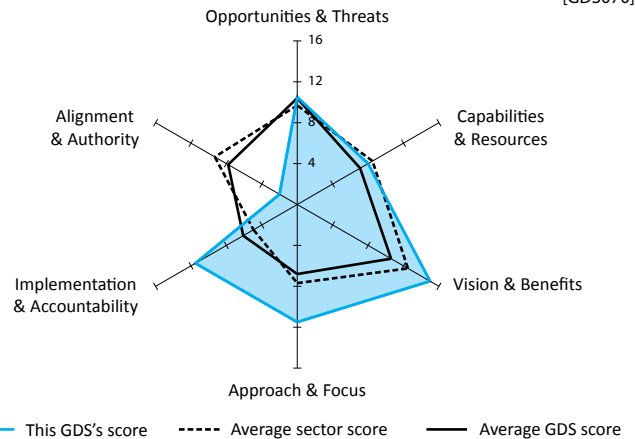 Opportunities & Threats
16
12
8
4
Alignment
& Authority
Capabilities
& Resources
Implementation
& Accountability
Vision & Benefits
Approach & Focus
This GDS's score
Average sector score
Average GDS score